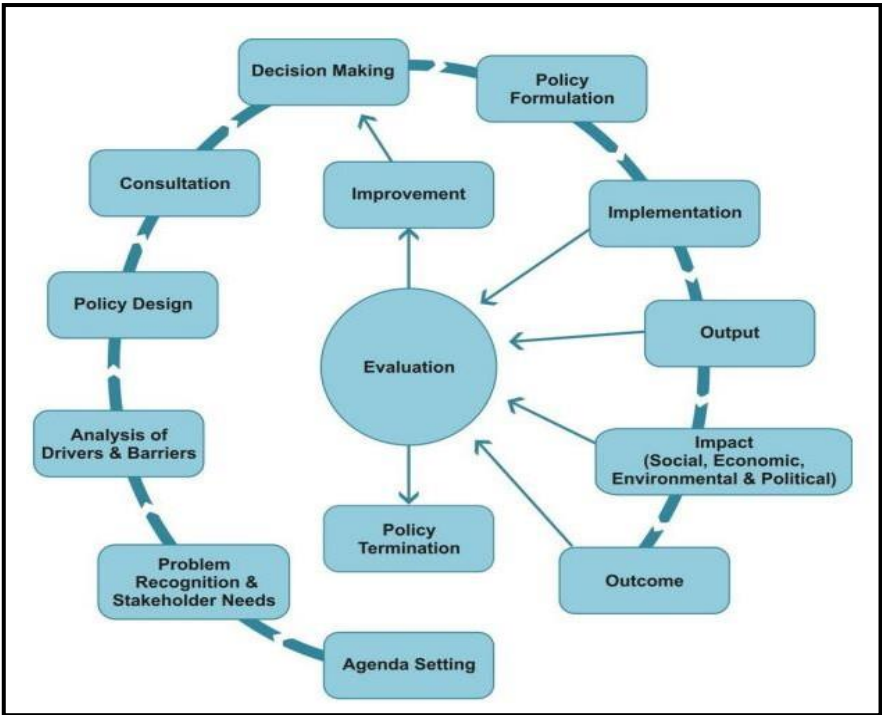 Decision Making
Policy
Formulation
Consultation
Improvement
Implementation
Policy Design
Output
Evaluation
Analysis of
Drivers & Barriers
Impact
(Social, Economic,
Environmental & Political)
Policy
Termination
Problem
Recognition &
Stakeholder Needs
Outcome
Agenda Setting